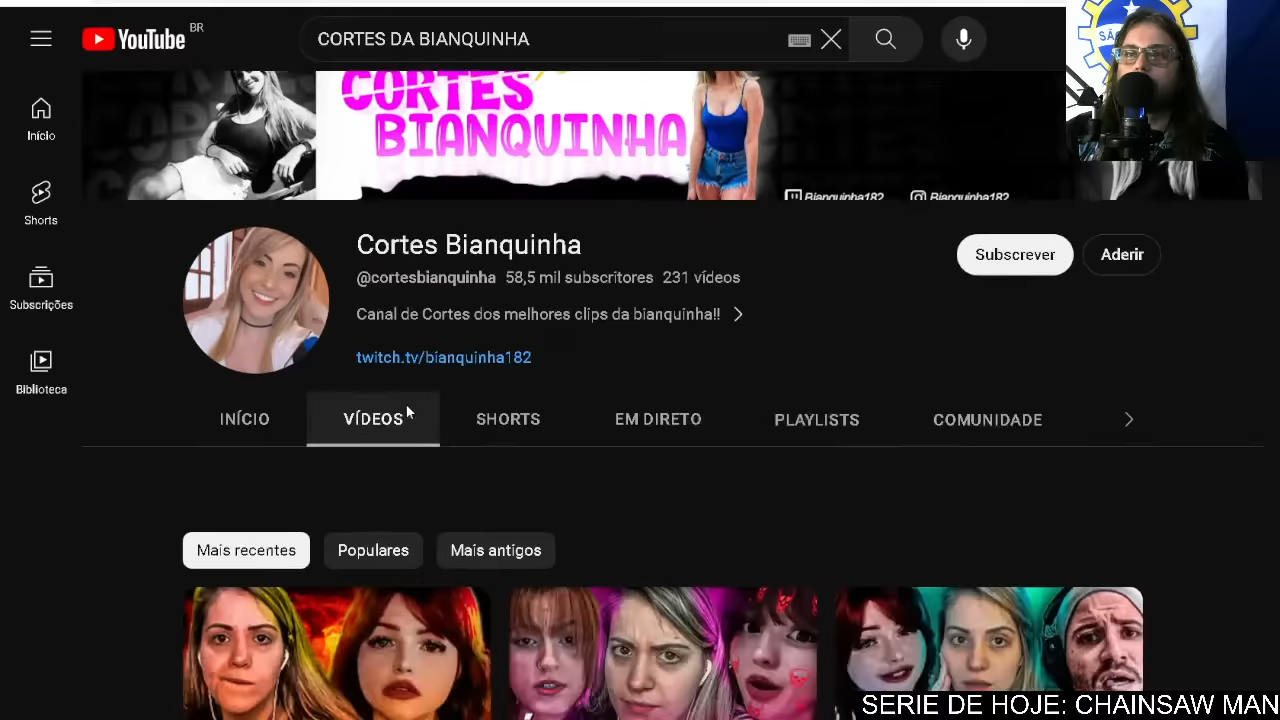 YouTube BR
CORTES DA BIANQUINHA
SÃO
CORTES
BIANQUINHA
Bianquinha182
Bianquinha182
Início
Shorts
Subscrições
Biblioteca
Cortes Bianquinha
@cortesbianquinha 58,5 mil subscritores 231 vídeos
Canal de Cortes dos melhores clips da bianquinha!!
twitch.tv/bianquinha182
Subscrever
Aderir
INÍCIO
VÍDEOS
SHORTS
EM DIRETO
PLAYLISTS
COMUNIDADE
Mais recentes
Populares
Mais antigos
SERIE DE HOJE: CHAINSAW MAN